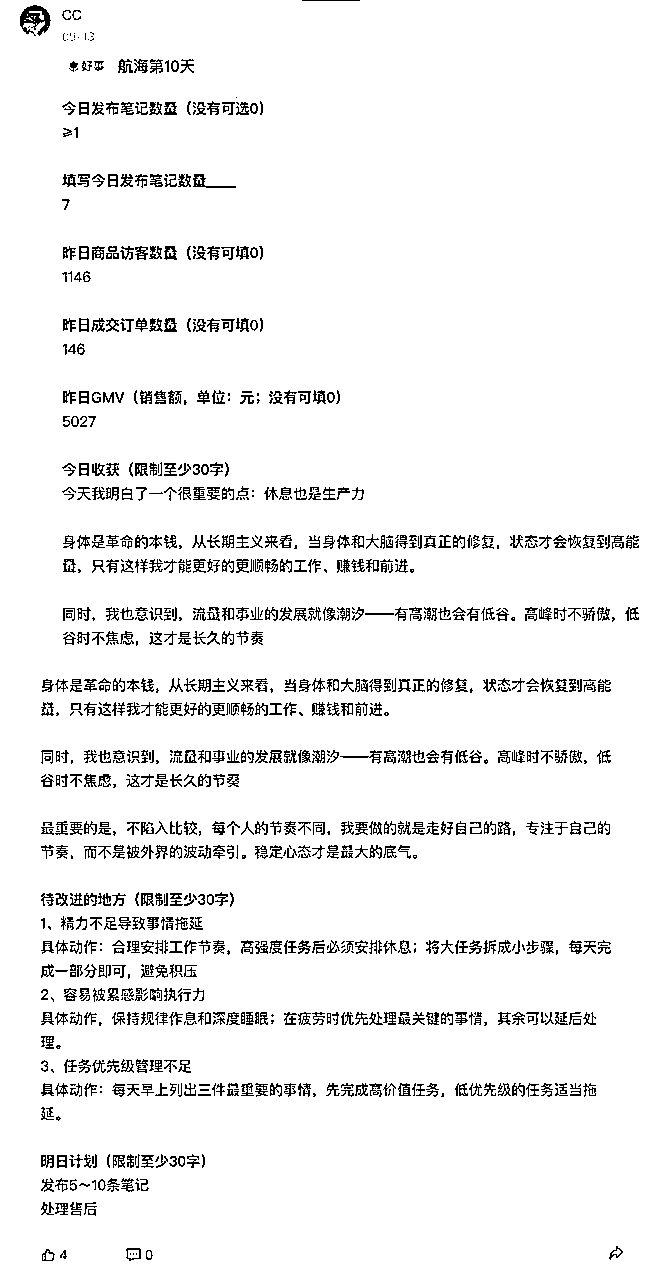 CC
09-13
好事 航海第10天
今日发布笔记数量（没有可选0）
≥1
填写今日发布笔记数量____
7
昨日商品访客数量（没有可填0）
1146
昨日成交订单数量（没有可填0）
146
昨日GMV（销售额，单位：元；没有可填0）
5027
今日收获（限制至少30字）
今天我明白了一个很重要的点：休息也是生产力
身体是革命的本钱，从长期主义来看，当身体和大脑得到真正的修复，状态才会恢复到高能
量，只有这样我才能更好的更顺畅的工作、赚钱和前进。
同时，我也意识到，流量和事业的发展就像潮汐——有高潮也会有低谷。高峰时不骄傲，低
谷时不焦虑，这才是长久的节奏
身体是革命的本钱，从长期主义来看，当身体和大脑得到真正的修复，状态才会恢复到高能
量，只有这样我才能更好的更顺畅的工作、赚钱和前进。
同时，我也意识到，流量和事业的发展就像潮汐——有高潮也会有低谷。高峰时不骄傲，低
谷时不焦虑，这才是长久的节奏
最重要的是，不陷入比较，每个人的节奏不同，我要做的就是走好自己的路，专注于自己的
节奏，而不是被外界的波动牵引。稳定心态才是最大的底气。
待改进的地方（限制至少30字）
1、精力不足导致事情拖延
具体动作：合理安排工作节奏，高强度任务后必须安排休息；将大任务拆成小步骤，每天完
成一部分即可，避免积压
2、容易被累感影响执行力
具体动作，保持规律作息和深度睡眠；在疲劳时优先处理最关键的事情，其余可以延后处
理。
3、任务优先级管理不足
具体动作：每天早上列出三件最重要的事情，先完成高价值任务，低优先级的任务适当拖
延。
明日计划（限制至少30字）
发布5～10条笔记
处理售后
4 0